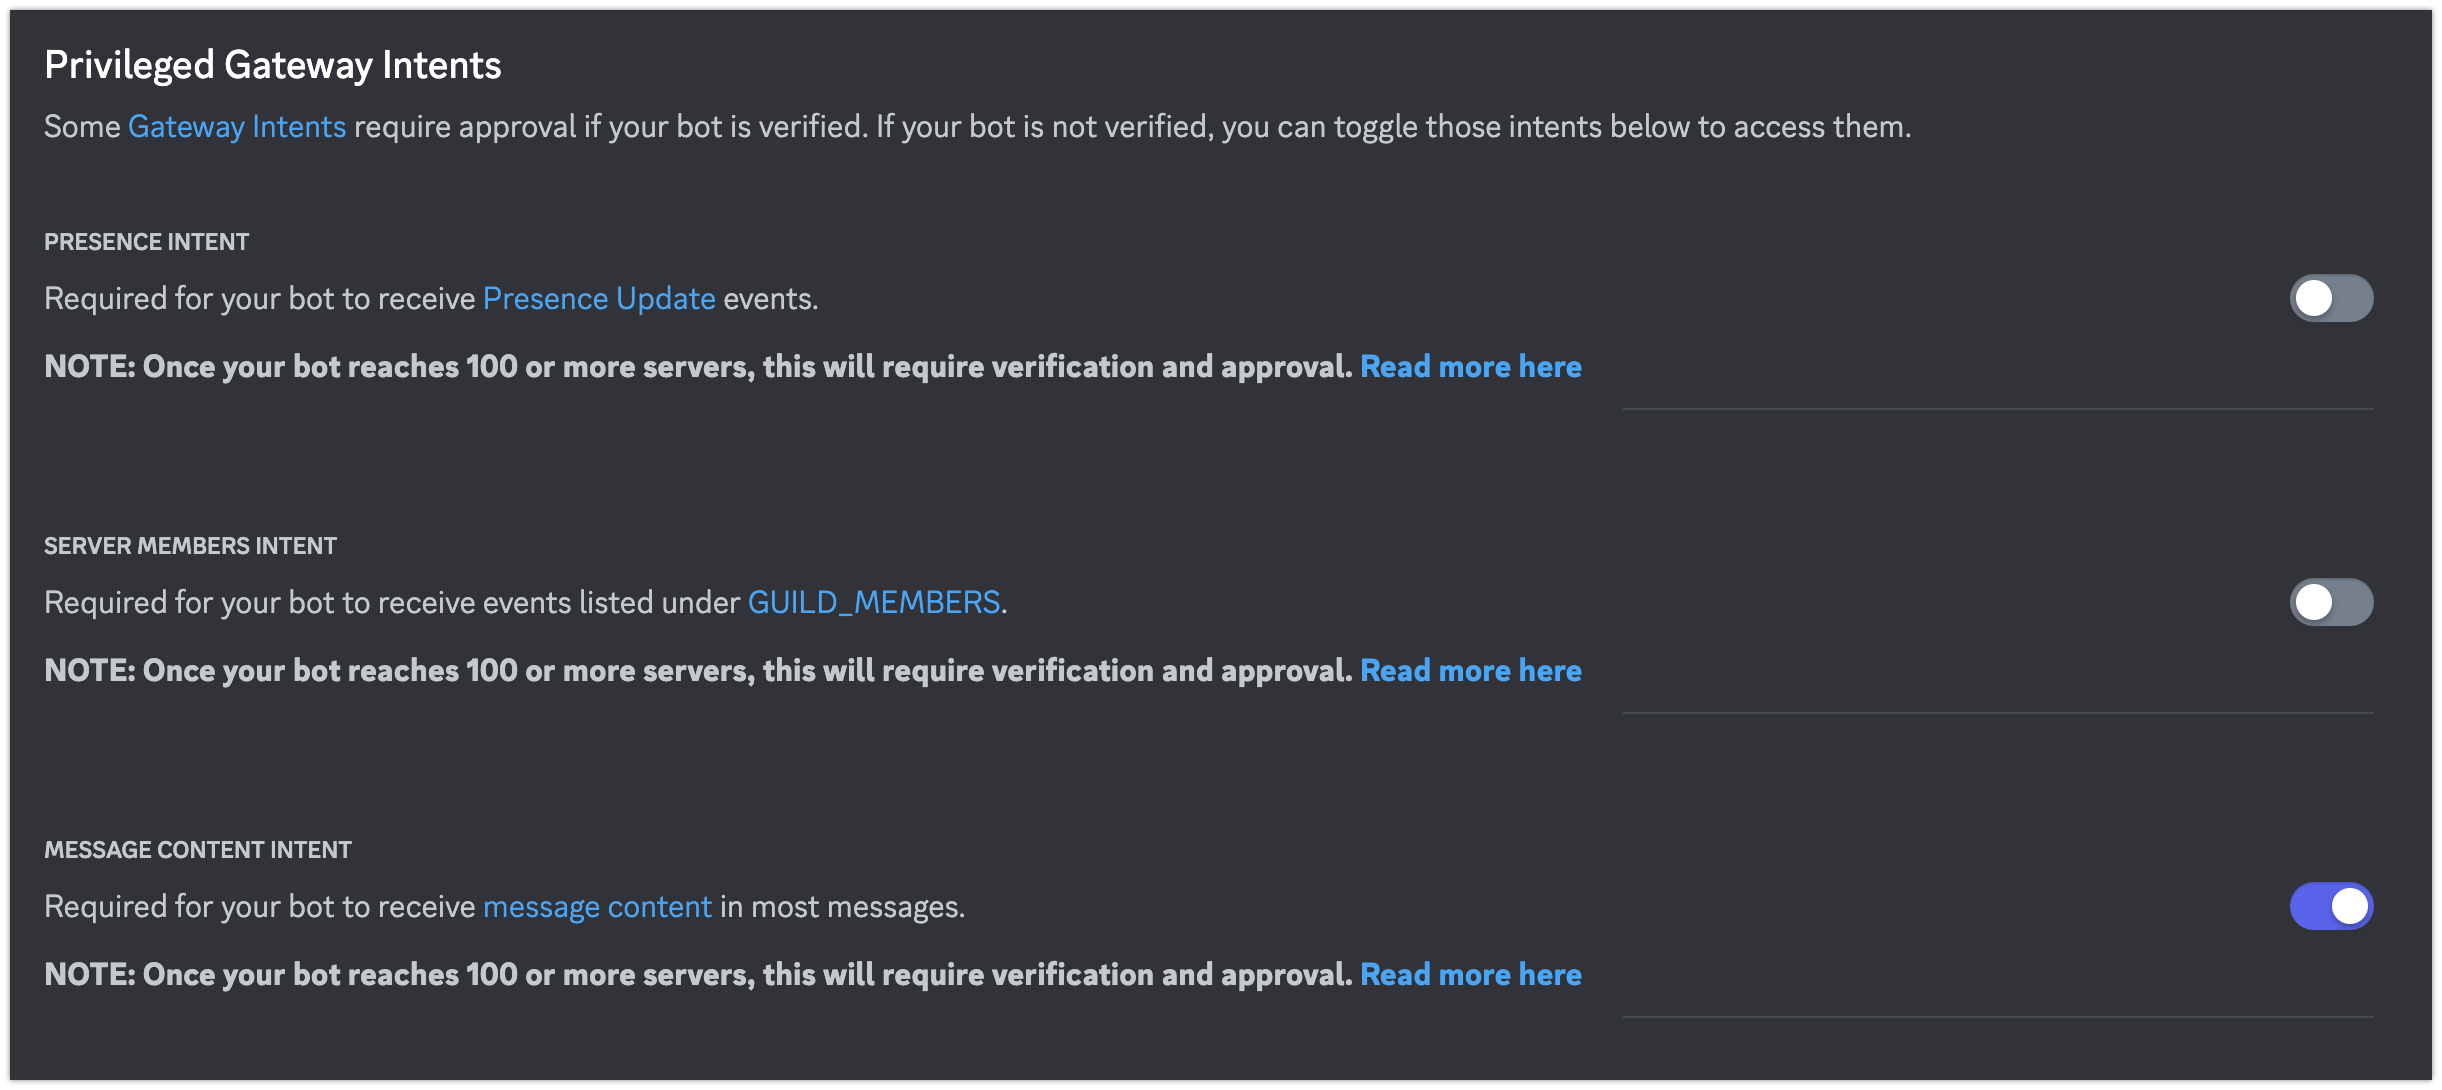 Privileged Gateway Intents
Some Gateway Intents require approval if your bot is verified. If your bot is not verified, you can toggle those intents below to access them.
PRESENCE INTENT
Required for your bot to receive Presence Update events.
NOTE: Once your bot reaches 100 or more servers, this will require verification and approval. Read more here
SERVER MEMBERS INTENT
Required for your bot to receive events listed under GUILD_MEMBERS.
NOTE: Once your bot reaches 100 or more servers, this will require verification and approval. Read more here
MESSAGE CONTENT INTENT
Required for your bot to receive message content in most messages.
NOTE: Once your bot reaches 100 or more servers, this will require verification and approval. Read more here